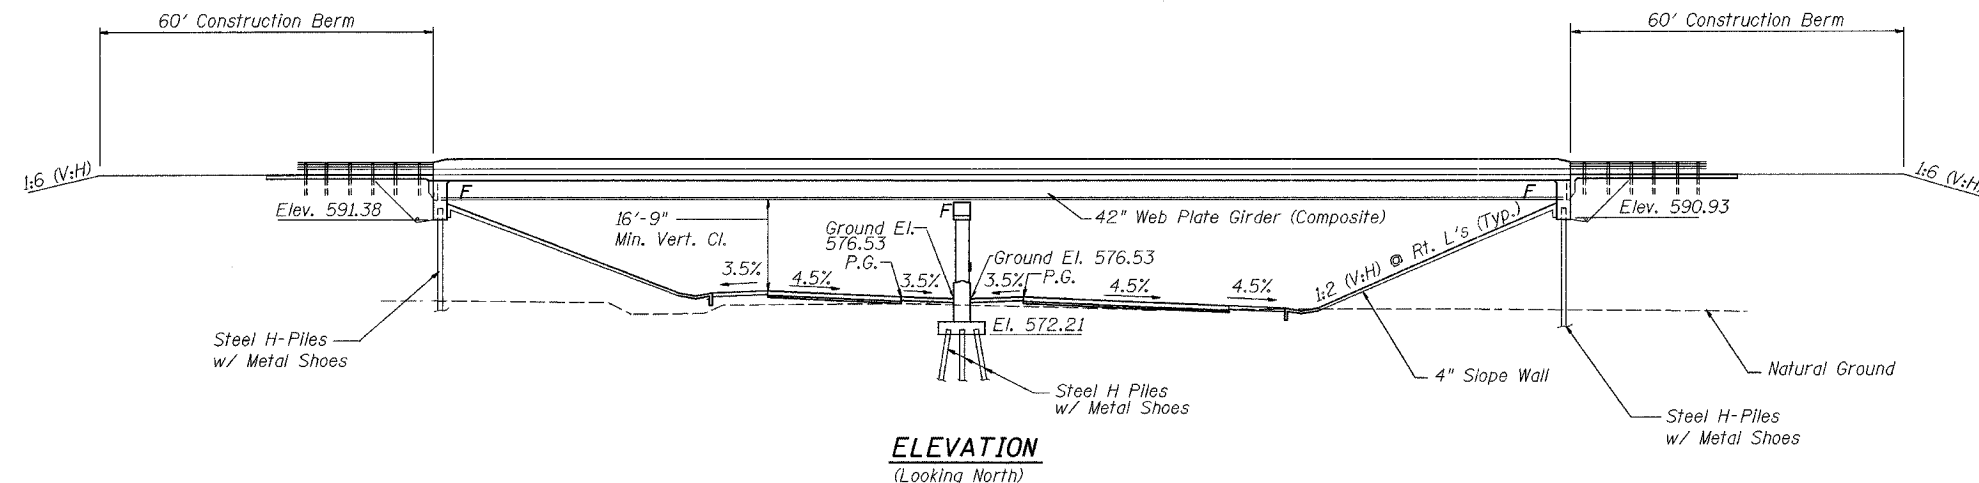 60' Construction Berm
60' Construction Berm
1:6 (V:H)
1:6 (V:H)
F
F
Elev. 591.38
Elev. 590.93
16'-9"
Min. Vert. Cl.
F
42" Web Plate Girder (Composite)
Ground El.
576.53
P.G.
Ground El. 576.53
P.G.
3.5%
4.5%
3.5%
3.5%
4.5%
4.5%
1:2 (V:H) @ Rt. L's (Typ.)
El. 572.21
Steel H-Piles
w/ Metal Shoes
Steel H Piles
w/ Metal Shoes
4" Slope Wall
Natural Ground
Steel H-Piles
w/ Metal Shoes
ELEVATION
(Looking North)